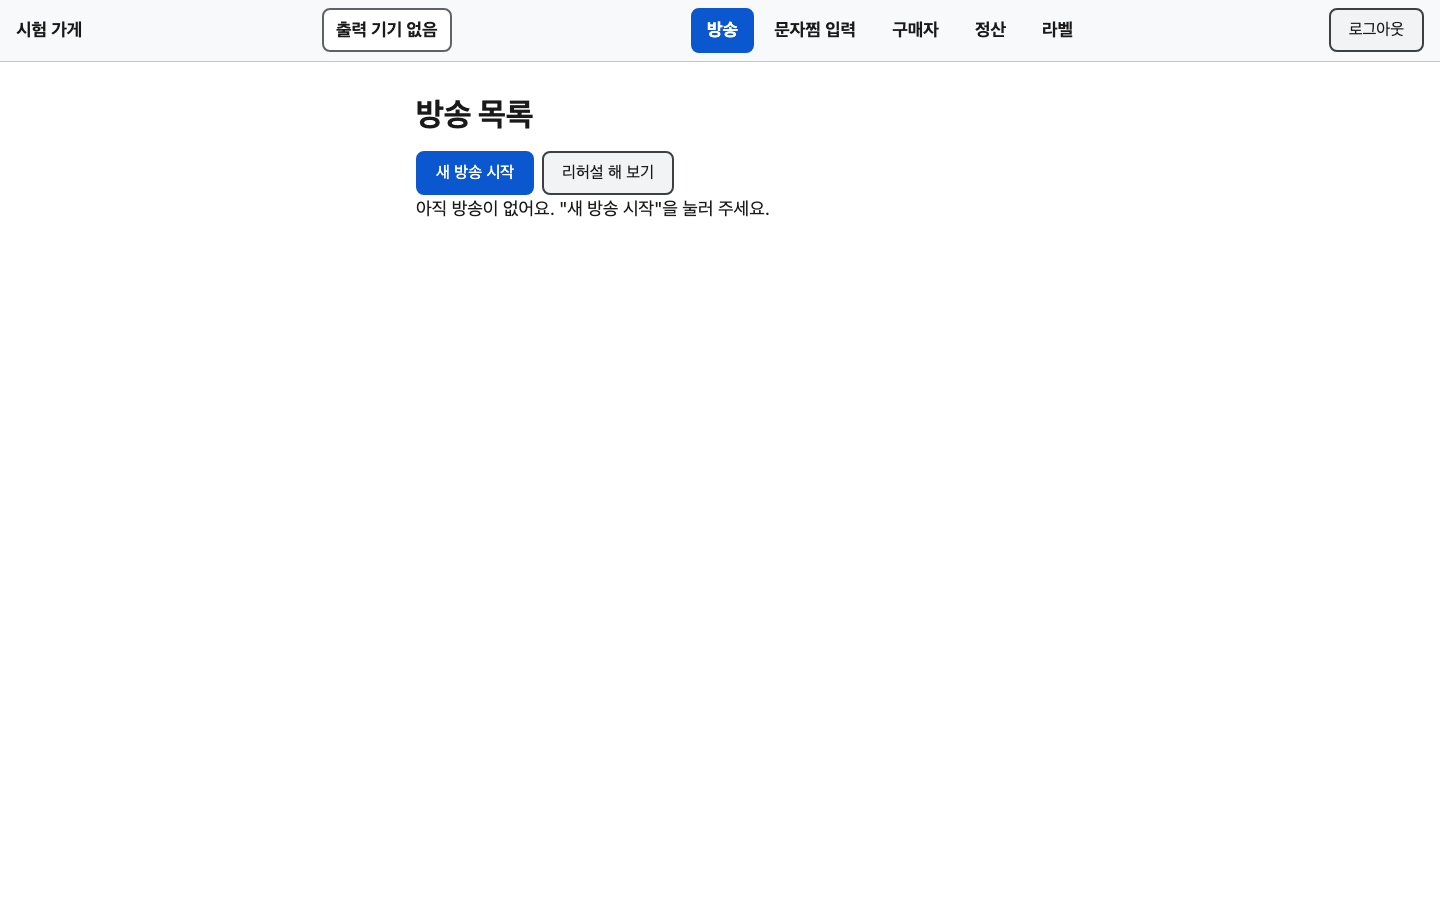 시험 가게
출력 기기 없음
방송
문자찜 입력
구매자
정산
라벨
로그아웃
방송 목록
새 방송 시작
리허설 해 보기
아직 방송이 없어요. "새 방송 시작"을 눌러 주세요.